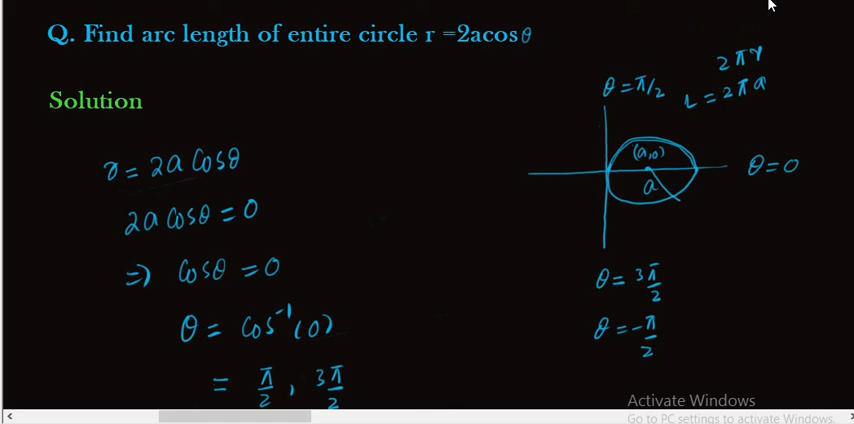 Q. Find arc length of entire circle r =2acosθ
Solution
r = 2a Cosθ
2a Cosθ = 0
⇒ Cosθ = 0
θ = Cos⁻¹(0)
= π/2, 3π/2
2πr
θ = π/2
L = 2πa
(a,0)
θ = 0
a
θ = 3π/2
θ = -π/2
Activate Windows
Go to PC settings to activate Windows.